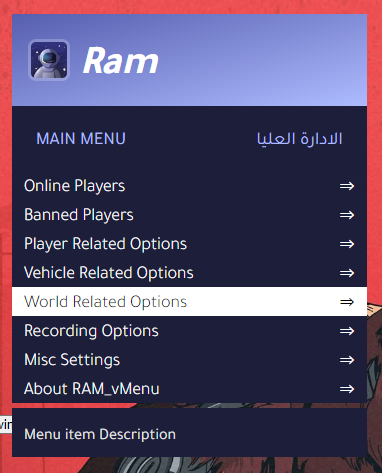 Ram
MAIN MENU الادارة العليا
Online Players ⇒
Banned Players ⇒
Player Related Options ⇒
Vehicle Related Options ⇒
World Related Options ⇒
Recording Options ⇒
Misc Settings ⇒
About RAM_vMenu ⇒
Menu item Description